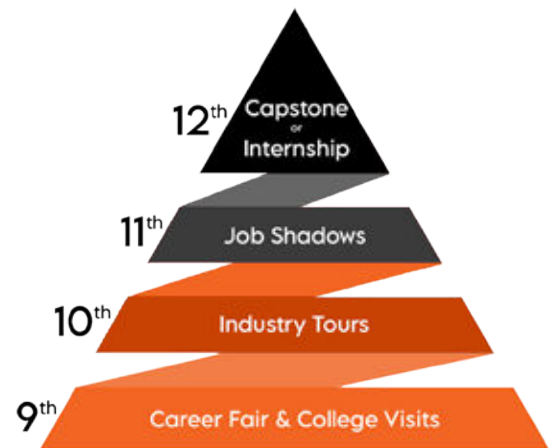 12th
Capstone
or
Internship
11th
Job Shadows
10th
Industry Tours
9th
Career Fair & College Visits